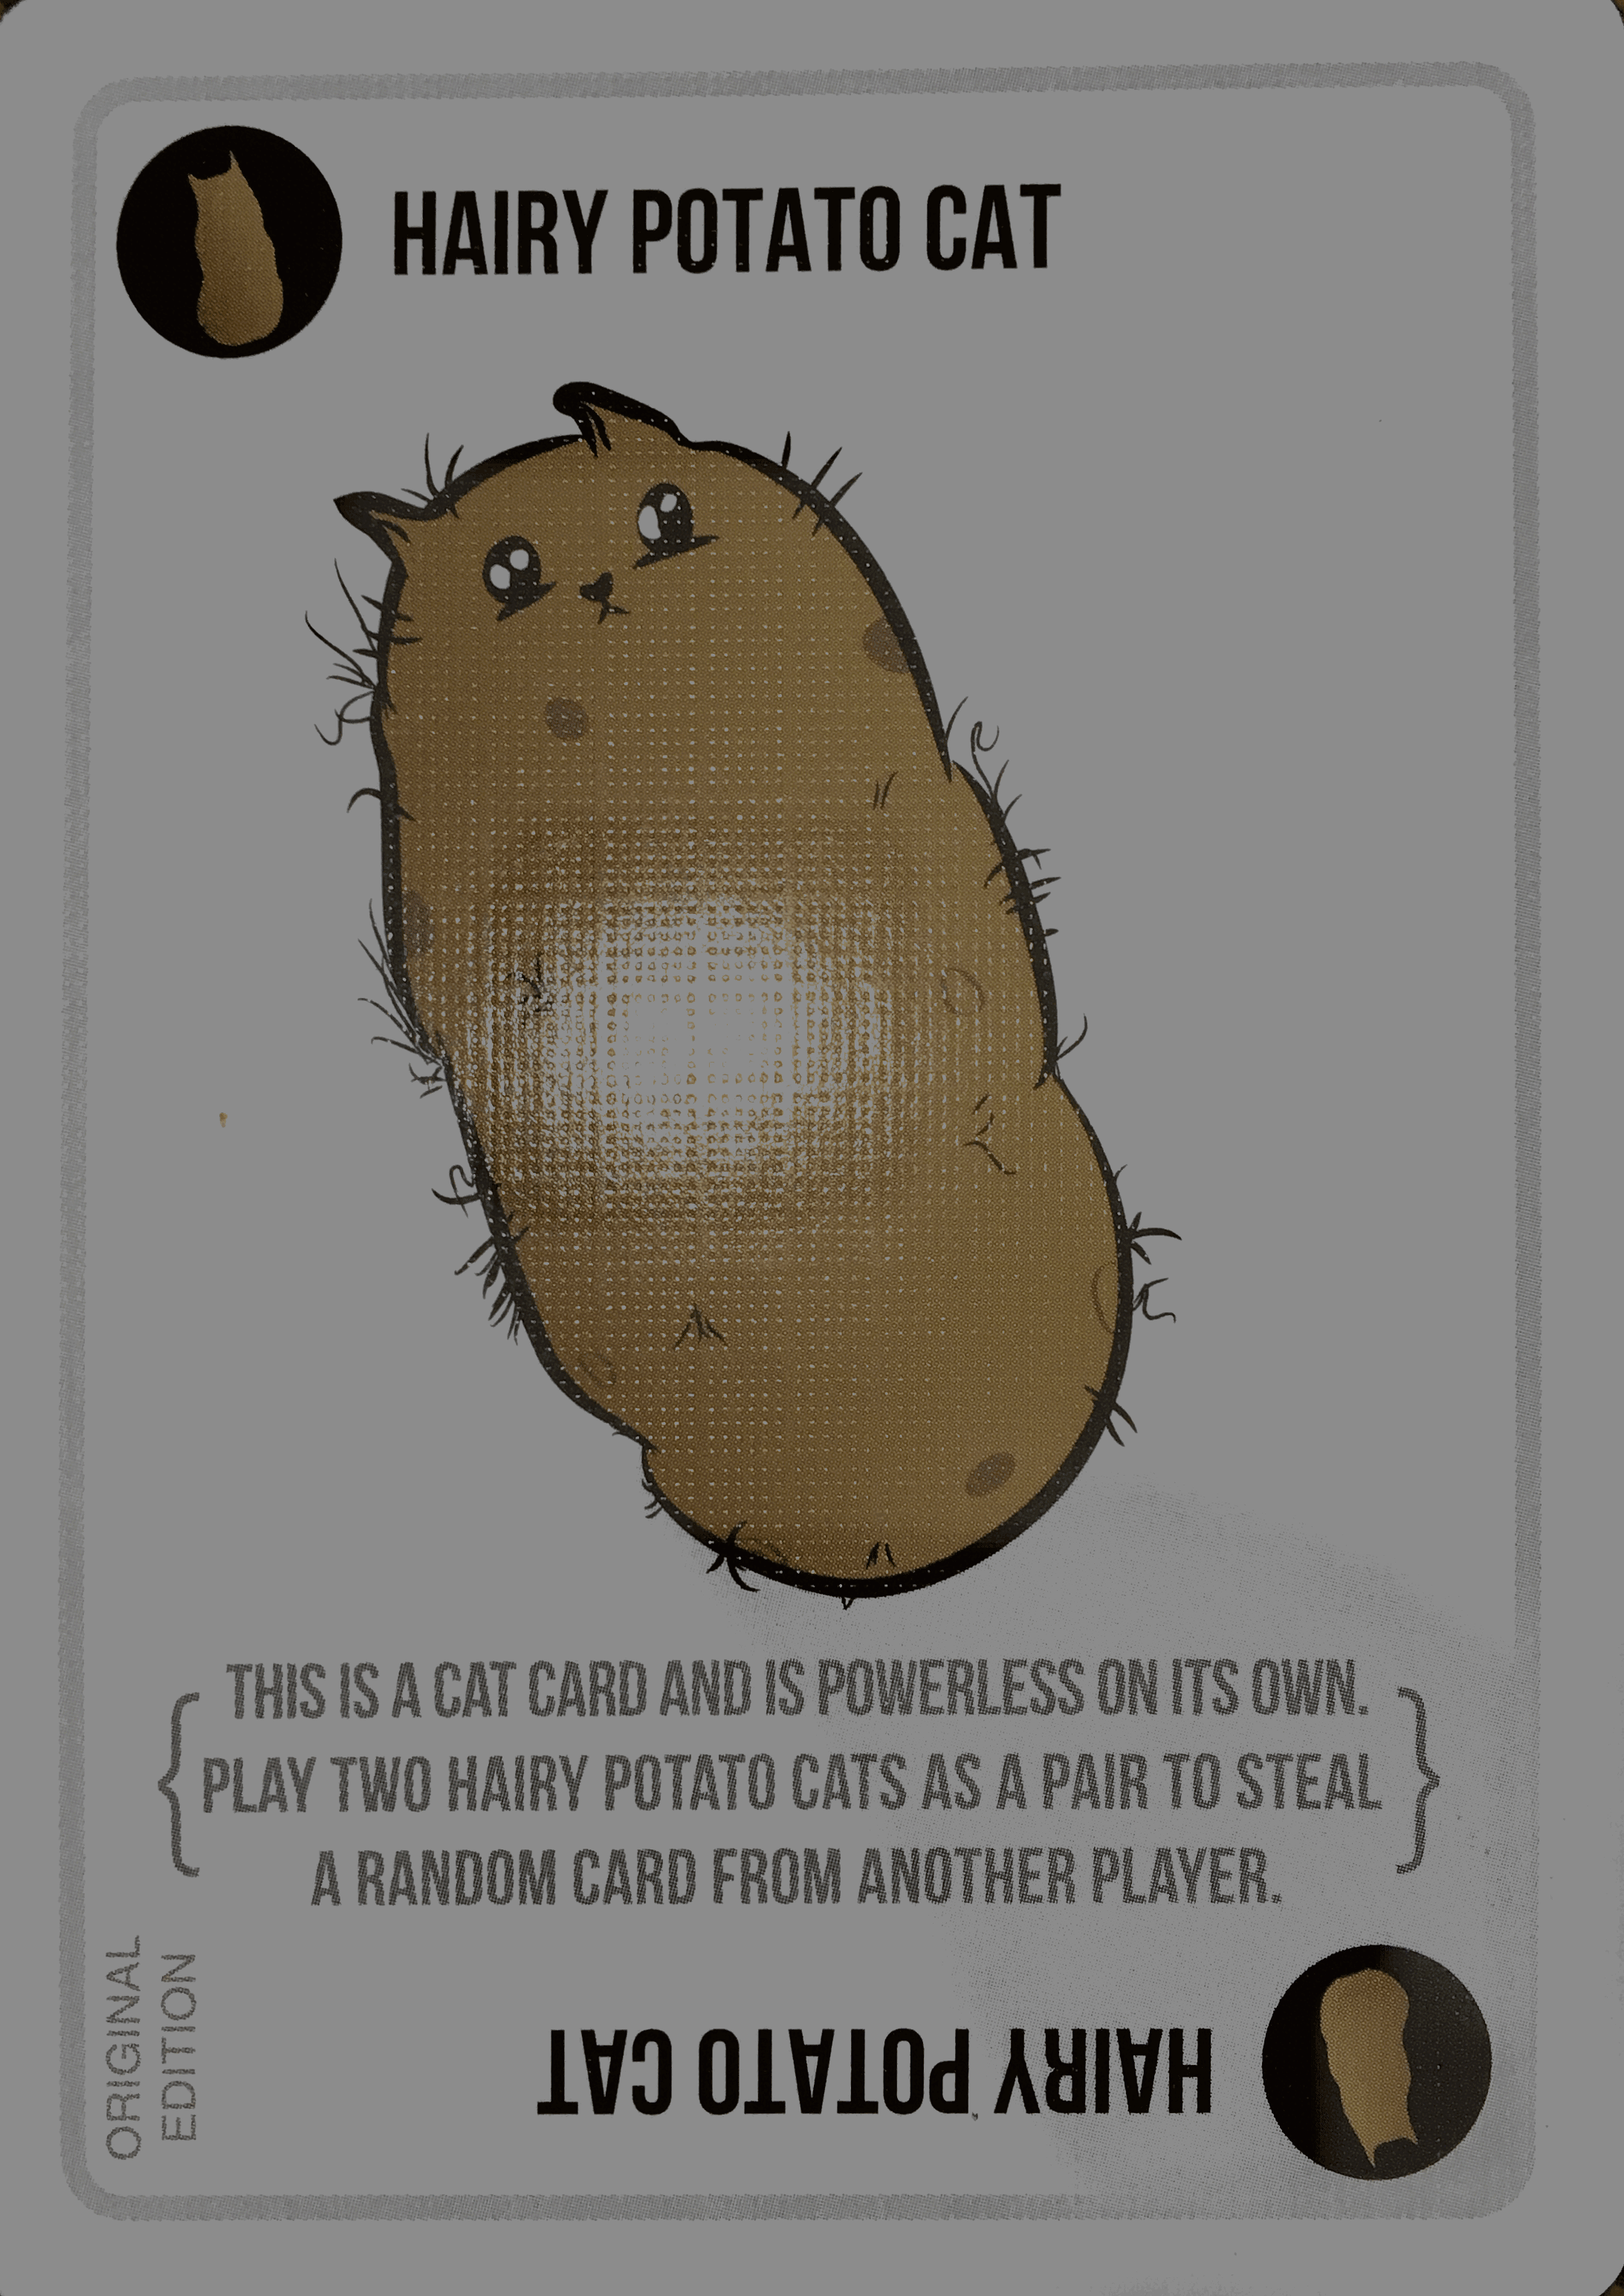 HAIRY POTATO CAT
THIS IS A CAT CARD AND IS POWERLESS ON ITS OWN.
PLAY TWO HAIRY POTATO CATS AS A PAIR TO STEAL
A RANDOM CARD FROM ANOTHER PLAYER.
ORIGINAL
EDITION
HAIRY POTATO CAT